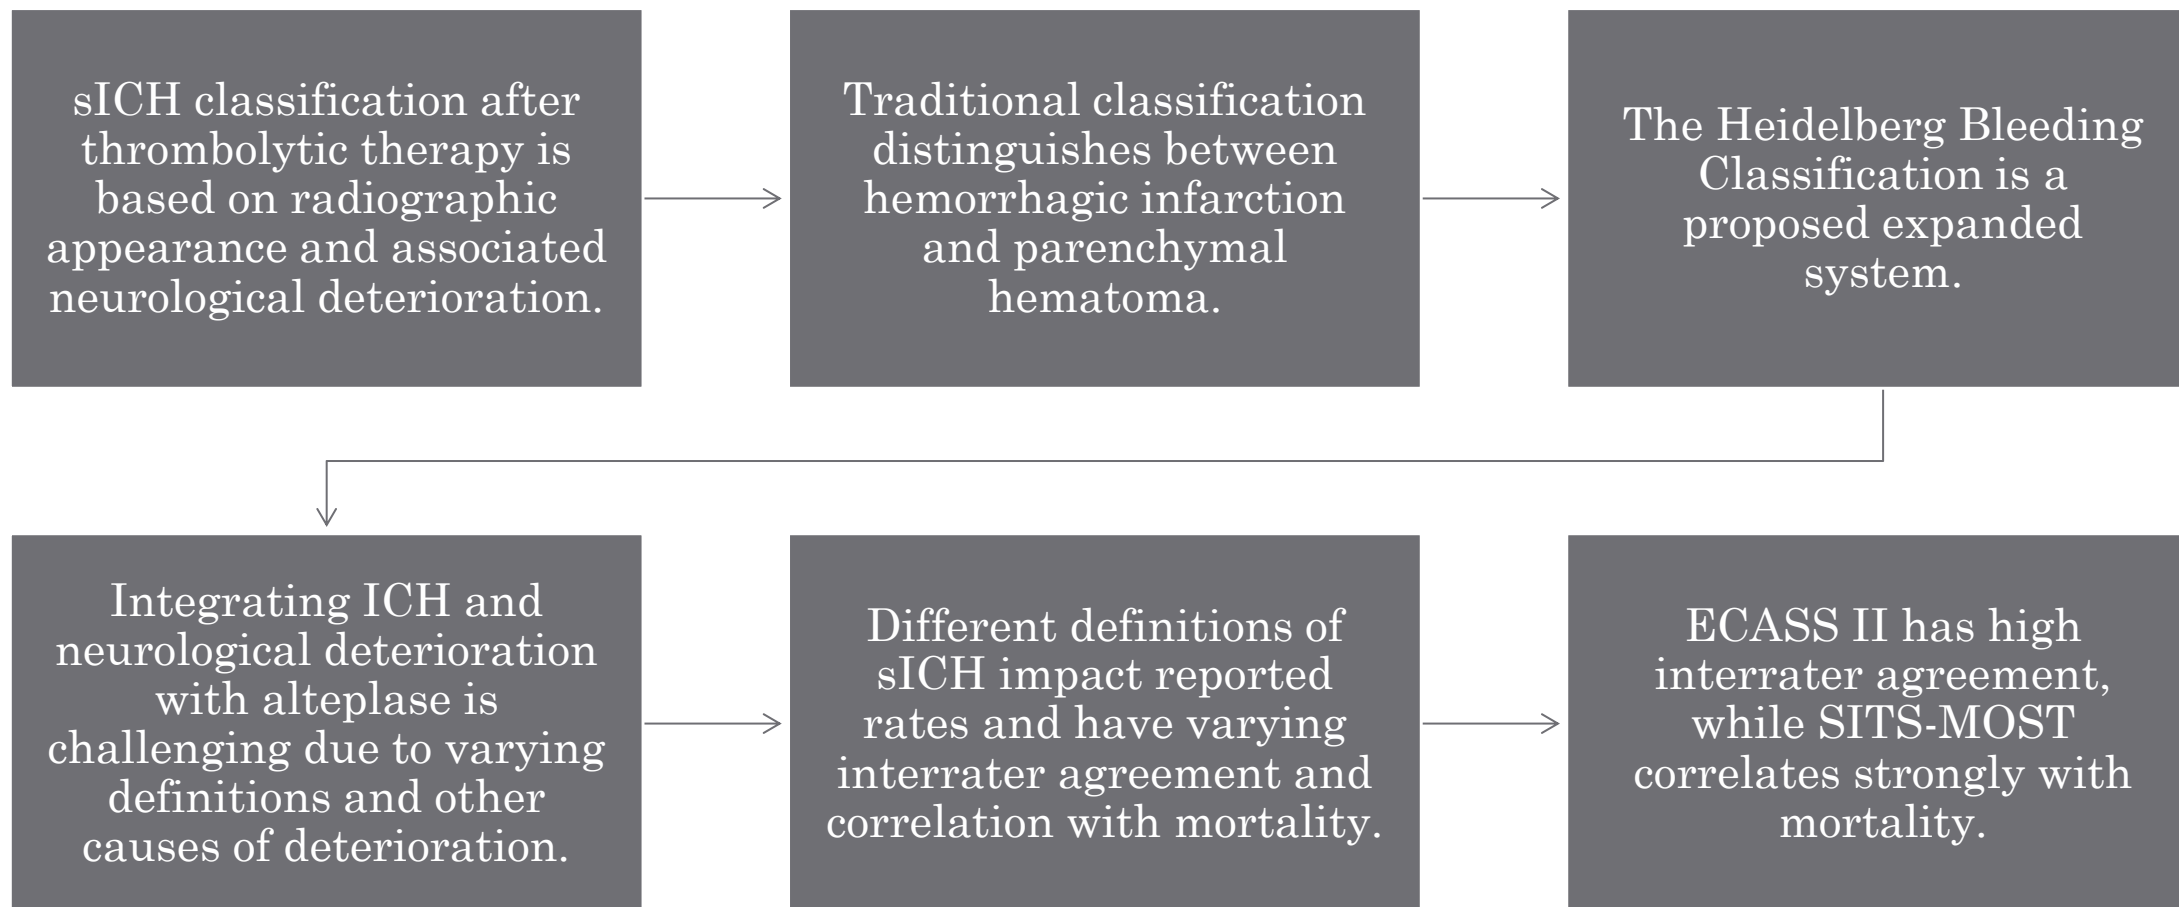 sICH classification after
thrombolytic therapy is
based on radiographic
appearance and associated
neurological deterioration.
Traditional classification
distinguishes between
hemorrhagic infarction
and parenchymal
hematoma.
The Heidelberg Bleeding
Classification is a
proposed expanded
system.
Integrating ICH and
neurological deterioration
with alteplase is
challenging due to varying
definitions and other
causes of deterioration.
Different definitions of
sICH impact reported
rates and have varying
interrater agreement and
correlation with mortality.
ECASS II has high
interrater agreement,
while SITS-MOST
correlates strongly with
mortality.